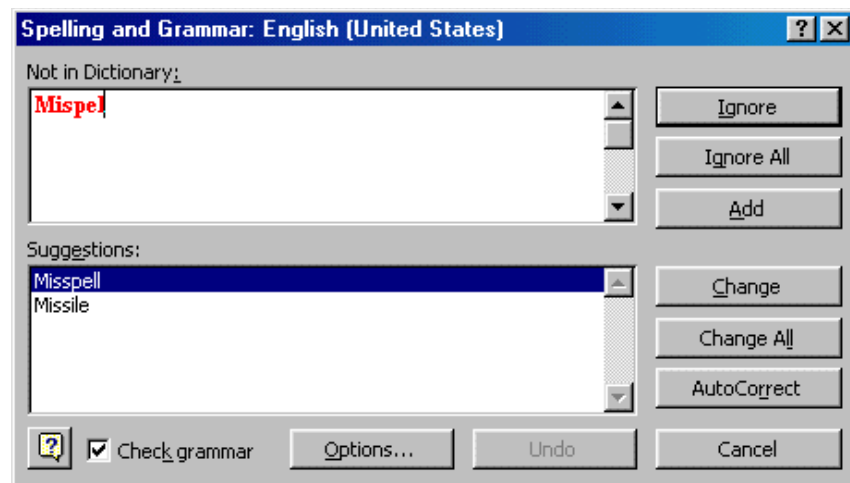 Spelling and Grammar: English (United States)
Not in Dictionary:
Mispel
Ignore
Ignore All
Add
Suggestions:
Misspell
Missile
Change
Change All
AutoCorrect
Check grammar
Options...
Undo
Cancel